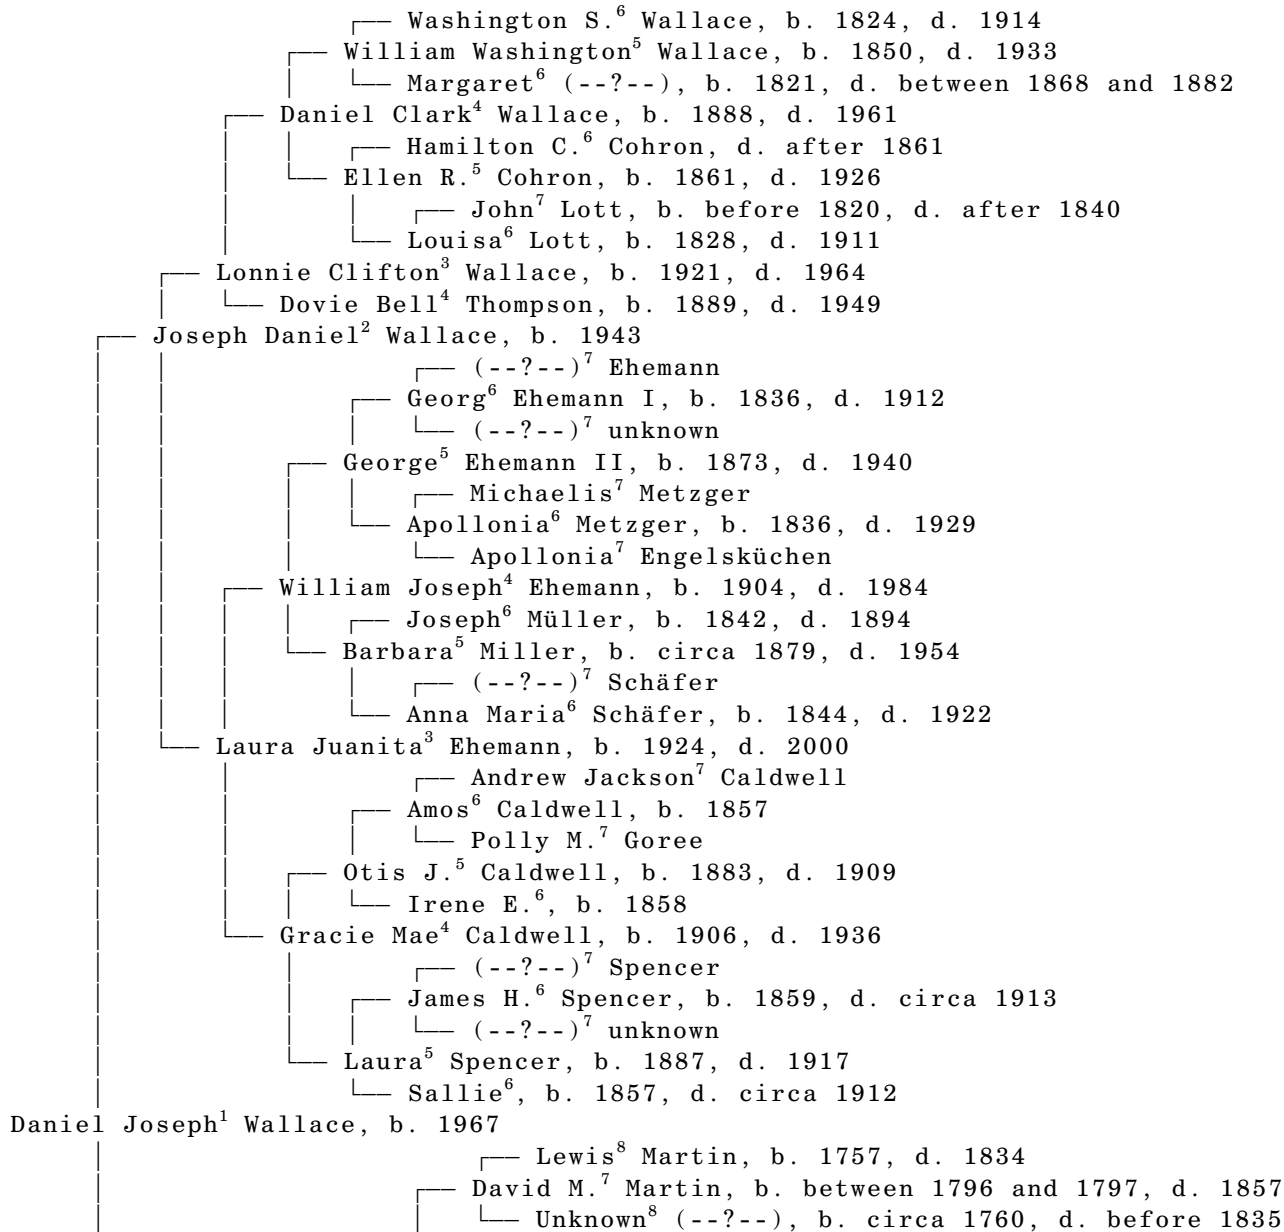 Washington S.⁶ Wallace, b. 1824, d. 1914
William Washington⁵ Wallace, b. 1850, d. 1933
Margaret⁶ (--?--), b. 1821, d. between 1868 and 1882
Daniel Clark⁴ Wallace, b. 1888, d. 1961
Hamilton C.⁶ Cohron, d. after 1861
Ellen R.⁵ Cohron, b. 1861, d. 1926
John⁷ Lott, b. before 1820, d. after 1840
Louisa⁶ Lott, b. 1828, d. 1911
Lonnie Clifton³ Wallace, b. 1921, d. 1964
Dovie Bell⁴ Thompson, b. 1889, d. 1949
Joseph Daniel² Wallace, b. 1943
(--?--)⁷ Ehemann
Georg⁶ Ehemann I, b. 1836, d. 1912
(--?--)⁷ unknown
George⁵ Ehemann II, b. 1873, d. 1940
Michaelis⁷ Metzger
Apollonia⁶ Metzger, b. 1836, d. 1929
Apollonia⁷ Engelsküchen
William Joseph⁴ Ehemann, b. 1904, d. 1984
Joseph⁶ Müller, b. 1842, d. 1894
Barbara⁵ Miller, b. circa 1879, d. 1954
(--?--)⁷ Schäfer
Anna Maria⁶ Schäfer, b. 1844, d. 1922
Laura Juanita³ Ehemann, b. 1924, d. 2000
Andrew Jackson⁷ Caldwell
Amos⁶ Caldwell, b. 1857
Polly M.⁷ Goree
Otis J.⁵ Caldwell, b. 1883, d. 1909
Irene E.⁶, b. 1858
Gracie Mae⁴ Caldwell, b. 1906, d. 1936
(--?--)⁷ Spencer
James H.⁶ Spencer, b. 1859, d. circa 1913
(--?--)⁷ unknown
Laura⁵ Spencer, b. 1887, d. 1917
Sallie⁶, b. 1857, d. circa 1912
Daniel Joseph¹ Wallace, b. 1967
Lewis⁸ Martin, b. 1757, d. 1834
David M.⁷ Martin, b. between 1796 and 1797, d. 1857
Unknown⁸ (--?--), b. circa 1760, d. before 1835